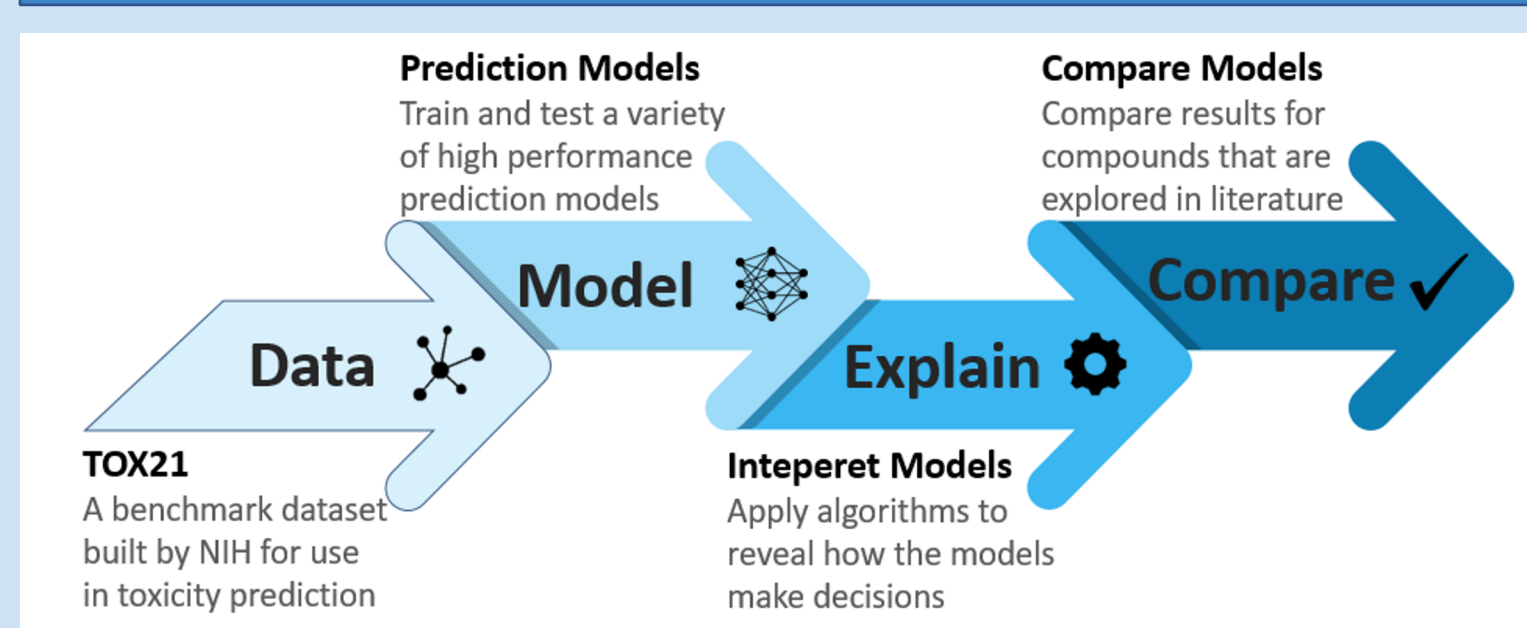 Prediction Models
Train and test a variety
of high performance
prediction models
Compare Models
Compare results for
compounds that are
explored in literature
Data
Model
Explain
Compare
TOX21
A benchmark dataset
built by NIH for use
in toxicity prediction
Inteperet Models
Apply algorithms to
reveal how the models
make decisions